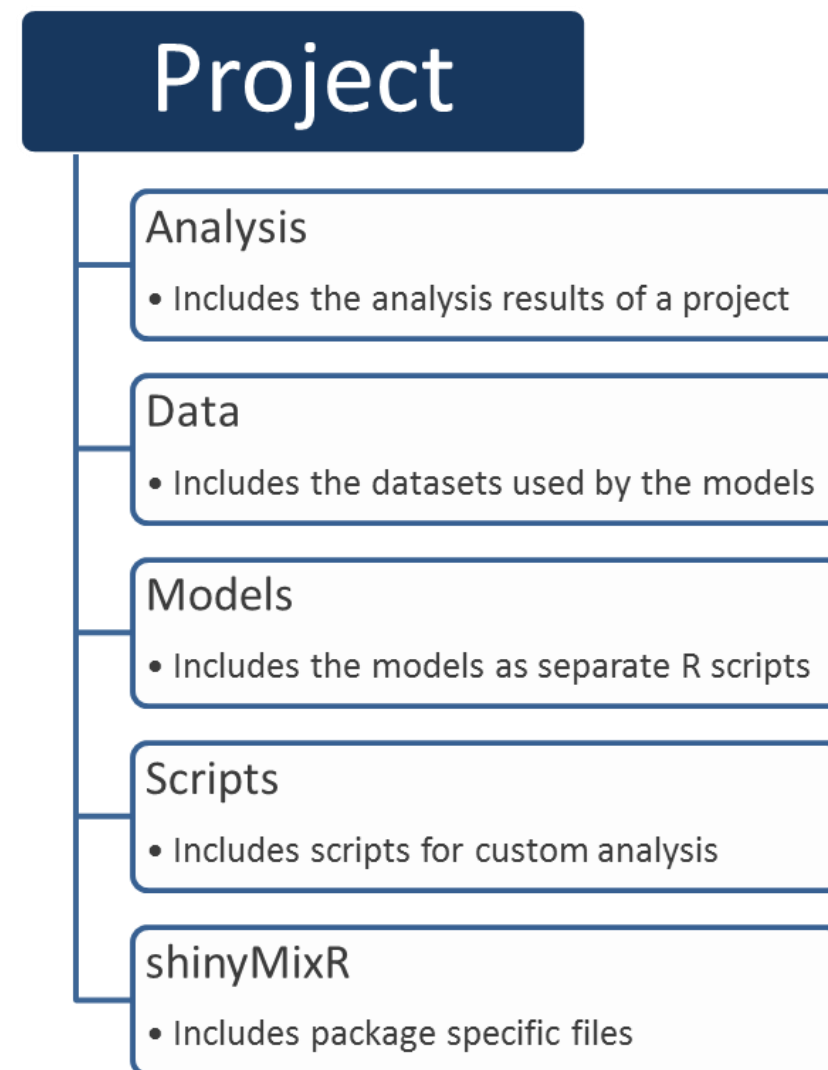 Project
Analysis
• Includes the analysis results of a project
Data
• Includes the datasets used by the models
Models
• Includes the models as separate R scripts
Scripts
• Includes scripts for custom analysis
shinyMixR
• Includes package specific files